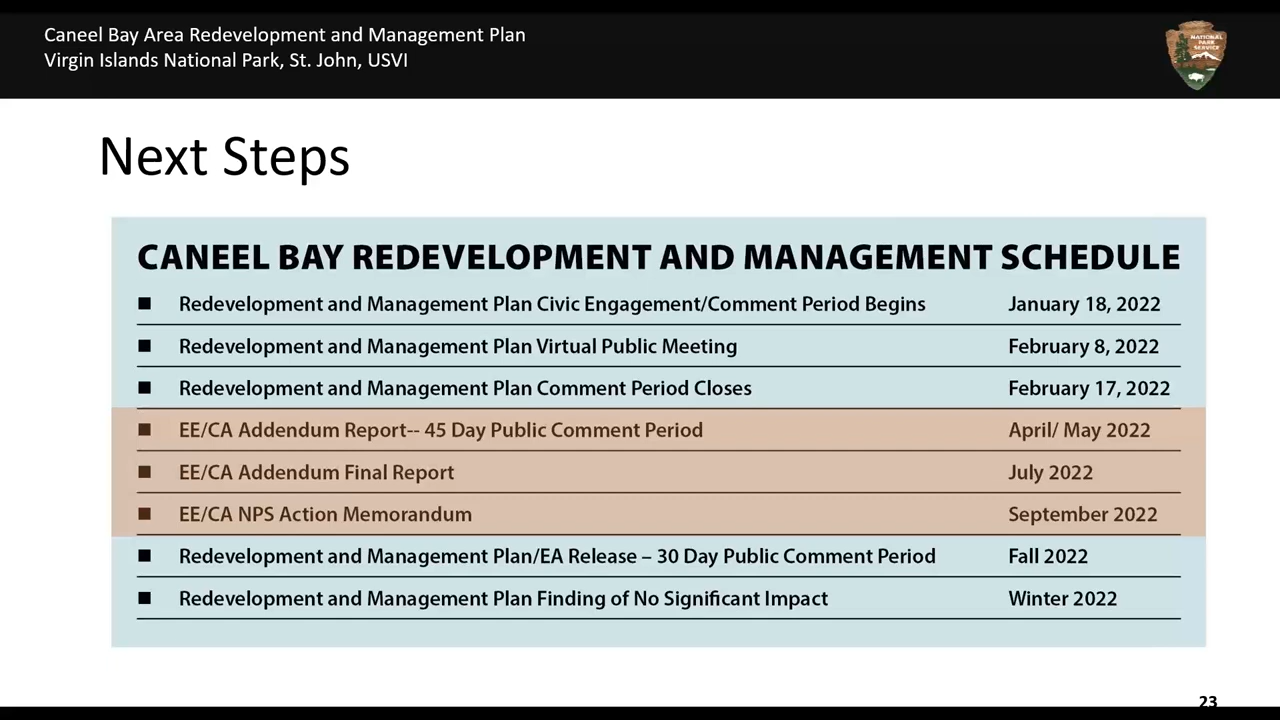 Caneel Bay Area Redevelopment and Management Plan
Virgin Islands National Park, St. John, USVI
NATIONAL
PARK
SERVICE
Next Steps
CANEEL BAY REDEVELOPMENT AND MANAGEMENT SCHEDULE
■ Redevelopment and Management Plan Civic Engagement/Comment Period Begins January 18, 2022
■ Redevelopment and Management Plan Virtual Public Meeting February 8, 2022
■ Redevelopment and Management Plan Comment Period Closes February 17, 2022
■ EE/CA Addendum Report-- 45 Day Public Comment Period April/ May 2022
■ EE/CA Addendum Final Report July 2022
■ EE/CA NPS Action Memorandum September 2022
■ Redevelopment and Management Plan/EA Release – 30 Day Public Comment Period Fall 2022
■ Redevelopment and Management Plan Finding of No Significant Impact Winter 2022
23